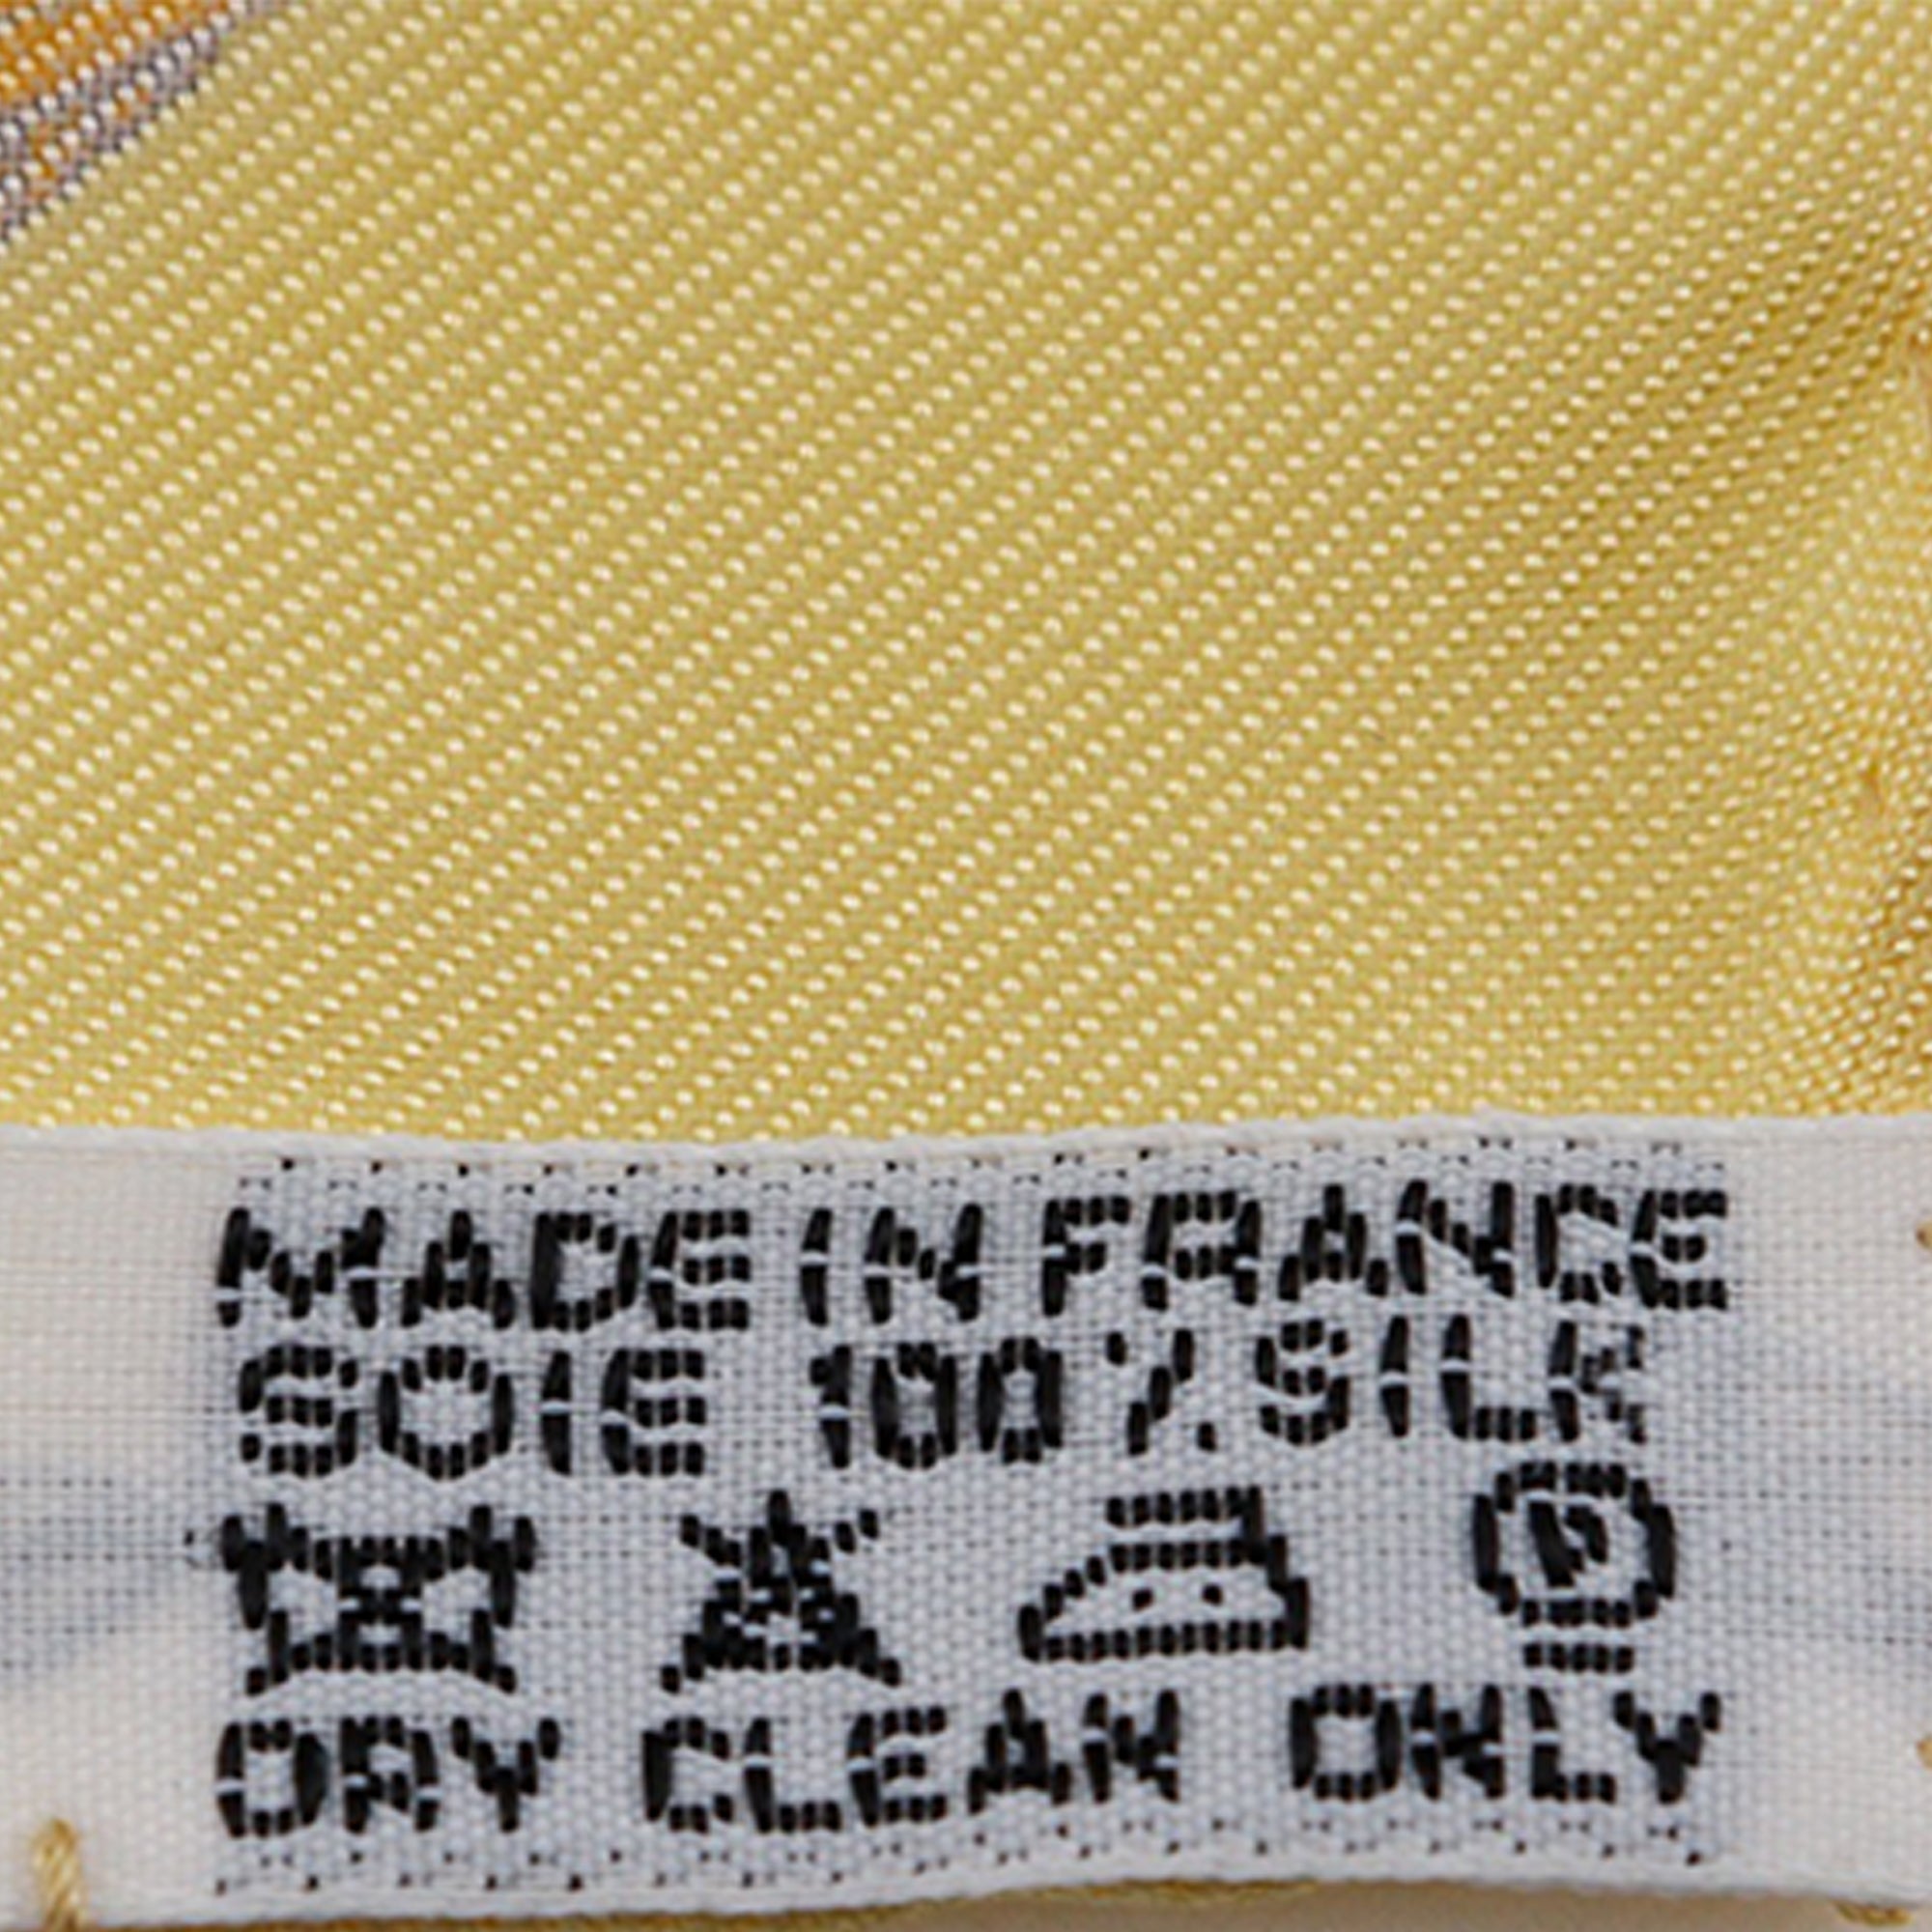 MADE IN FRANCE
SOIE 100% SILK
P
DRY CLEAN ONLY